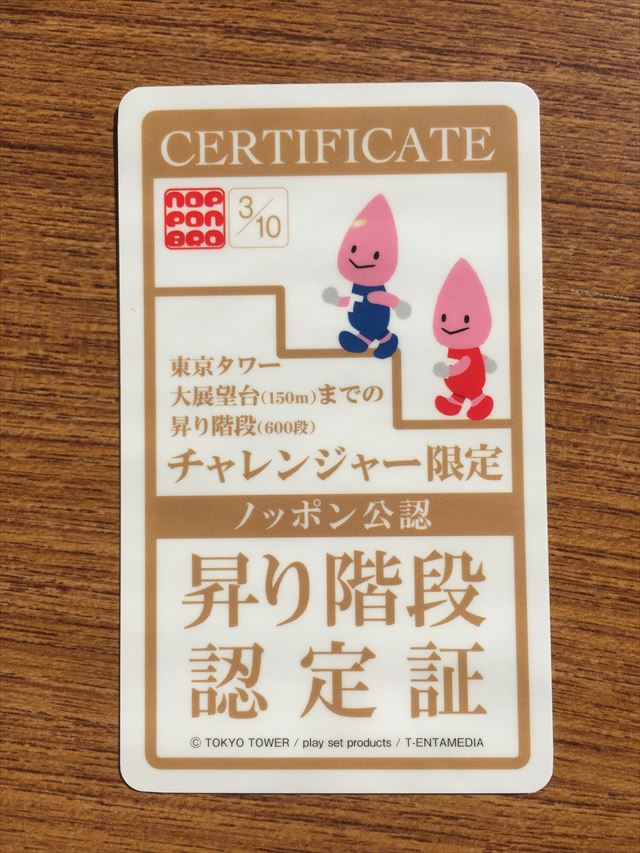 CERTIFICATE
NOP
PON
BRO
3/10
東京タワー
大展望台(150m)までの
昇り階段(600段)
チャレンジャー限定
ノッポン公認
昇り階段
認定証
© TOKYO TOWER / play set products / T-ENTAMEDIA